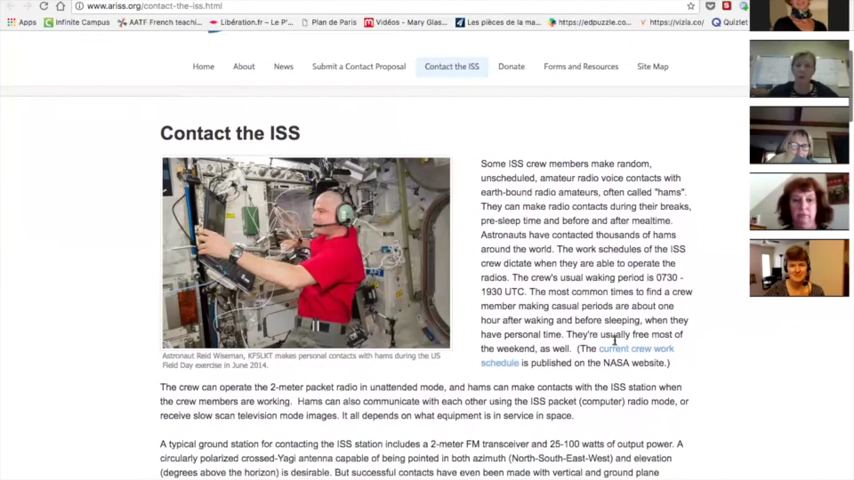 www.ariss.org/contact-the-iss.html
Apps
Infinite Campus
AATF French teachi...
Libération.fr – Le P'...
Plan de Paris
Vidéos - Mary Glas...
Les pièces de la ma...
https://edpuzzle.co...
https://vizia.co/
Quizlet
Home
About
News
Submit a Contact Proposal
Contact the ISS
Donate
Forms and Resources
Site Map
Contact the ISS
Some ISS crew members make random,
unscheduled, amateur radio voice contacts with
earth-bound radio amateurs, often called "hams".
They can make radio contacts during their breaks,
pre-sleep time and before and after mealtime.
Astronauts have contacted thousands of hams
around the world. The work schedules of the ISS
crew dictate when they are able to operate the
radios. The crew's usual waking period is 0730 -
1930 UTC. The most common times to find a crew
member making casual periods are about one
hour after waking and before sleeping, when they
have personal time. They're usually free most of
the weekend, as well. (The current crew work
schedule is published on the NASA website.)
Astronaut Reid Wiseman, KF5LKT makes personal contacts with hams during the US
Field Day exercise in June 2014.
The crew can operate the 2-meter packet radio in unattended mode, and hams can make contacts with the ISS station when
the crew members are working. Hams can also communicate with each other using the ISS packet (computer) radio mode, or
receive slow scan television mode images. It all depends on what equipment is in service in space.
A typical ground station for contacting the ISS station includes a 2-meter FM transceiver and 25-100 watts of output power. A
circularly polarized crossed-Yagi antenna capable of being pointed in both azimuth (North-South-East-West) and elevation
(degrees above the horizon) is desirable. But successful contacts have even been made with vertical and ground plane